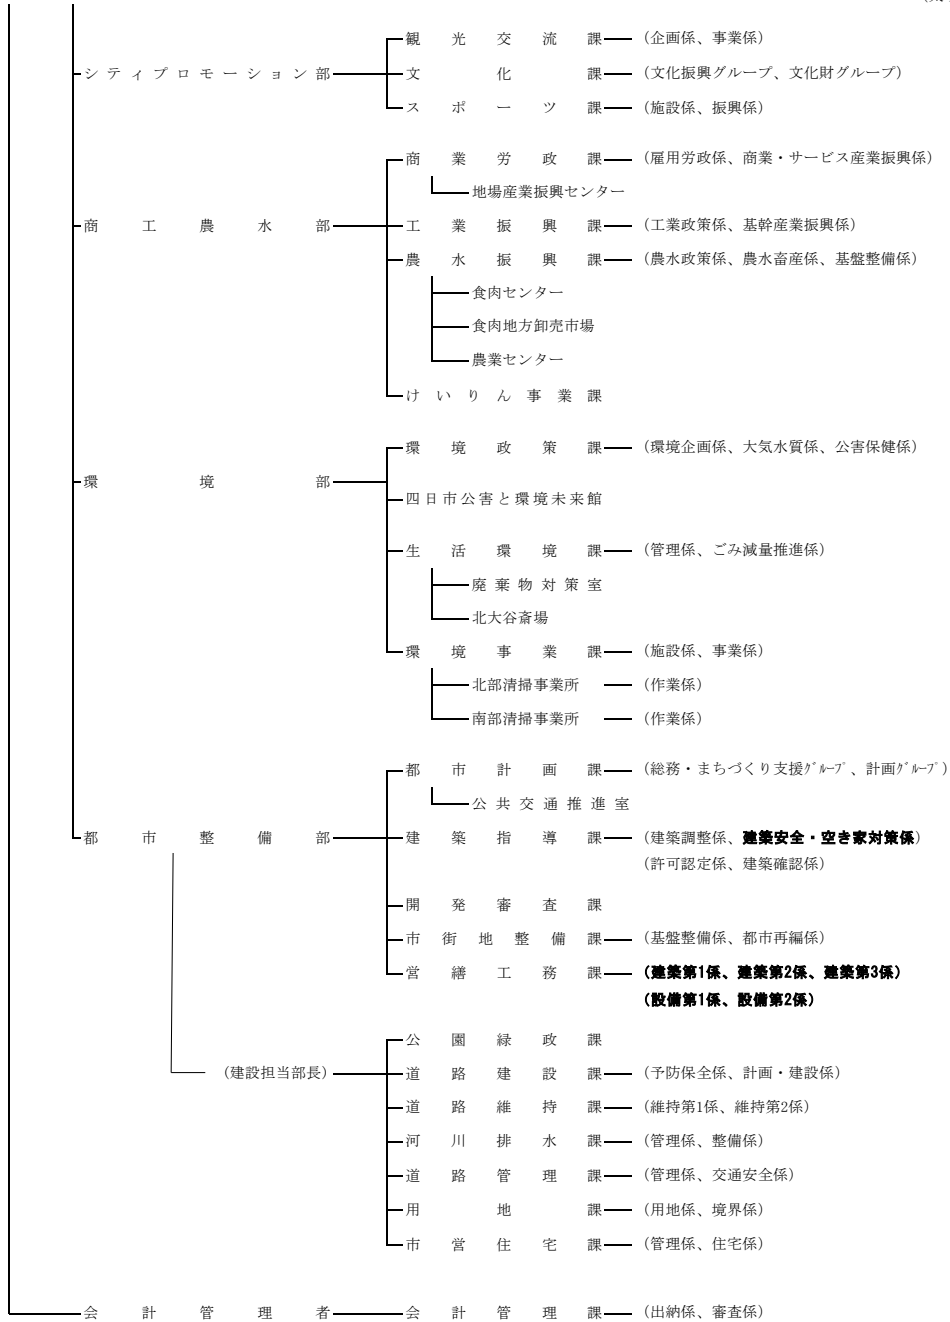 観光交流課 (企画係、事業係)
シティプロモーション部 文化課 (文化振興グループ、文化財グループ)
スポーツ課 (施設係、振興係)
商業労政課 (雇用労政係、商業・サービス産業振興係)
地場産業振興センター
商工農水部 工業振興課 (工業政策係、基幹産業振興係)
農水振興課 (農水政策係、農水畜産係、基盤整備係)
食肉センター
食肉地方卸売市場
農業センター
けいりん事業課
環境政策課 (環境企画係、大気水質係、公害保健係)
環境部
四日市公害と環境未来館
生活環境課 (管理係、ごみ減量推進係)
廃棄物対策室
北大谷斎場
環境事業課 (施設係、事業係)
北部清掃事業所 (作業係)
南部清掃事業所 (作業係)
都市計画課 (総務・まちづくり支援ｸﾞﾙｰﾌﾟ、計画ｸﾞﾙｰﾌﾟ)
公共交通推進室
都市整備部 建築指導課 (建築調整係、建築安全・空き家対策係)
(許可認定係、建築確認係)
開発審査課
市街地整備課 (基盤整備係、都市再編係)
営繕工務課 (建築第1係、建築第2係、建築第3係)
(設備第1係、設備第2係)
公園緑政課
(建設担当部長) 道路建設課 (予防保全係、計画・建設係)
道路維持課 (維持第1係、維持第2係)
河川排水課 (管理係、整備係)
道路管理課 (管理係、交通安全係)
用地課 (用地係、境界係)
市営住宅課 (管理係、住宅係)
会計管理者 会計管理課 (出納係、審査係)